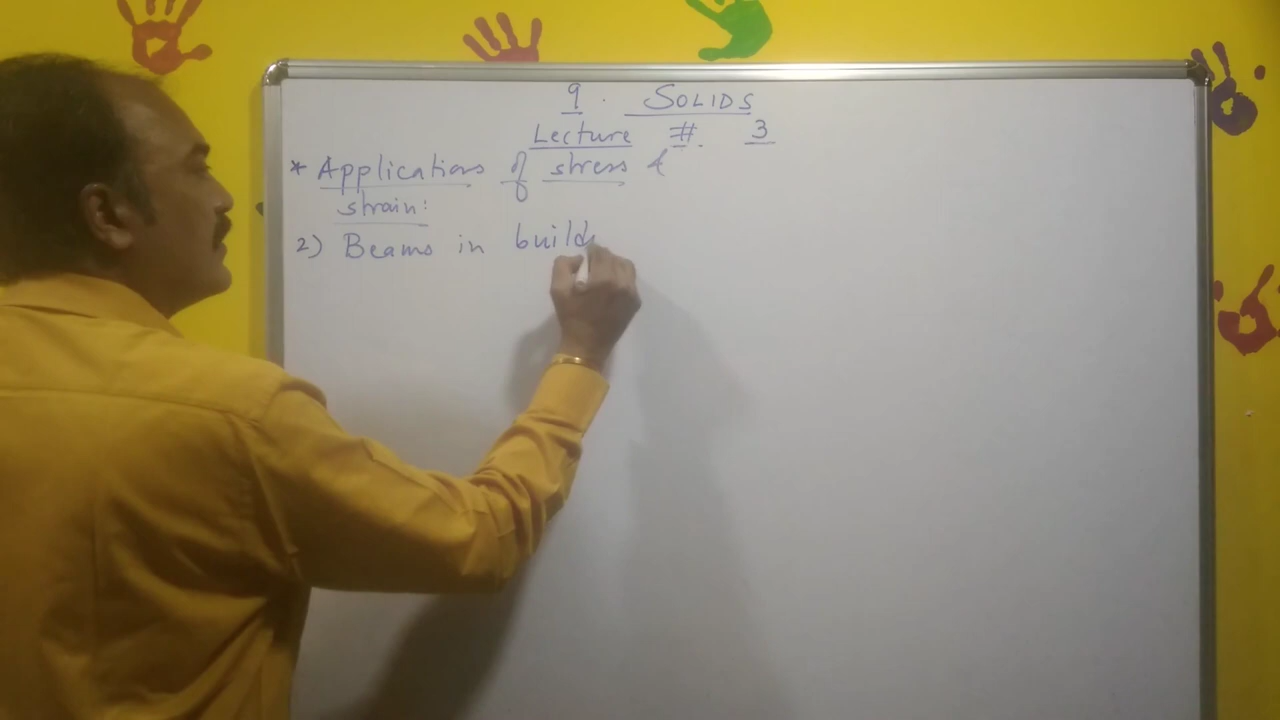 9. SOLIDS
Lecture #. 3
* Applications of stress &
strain:
2) Beams in build